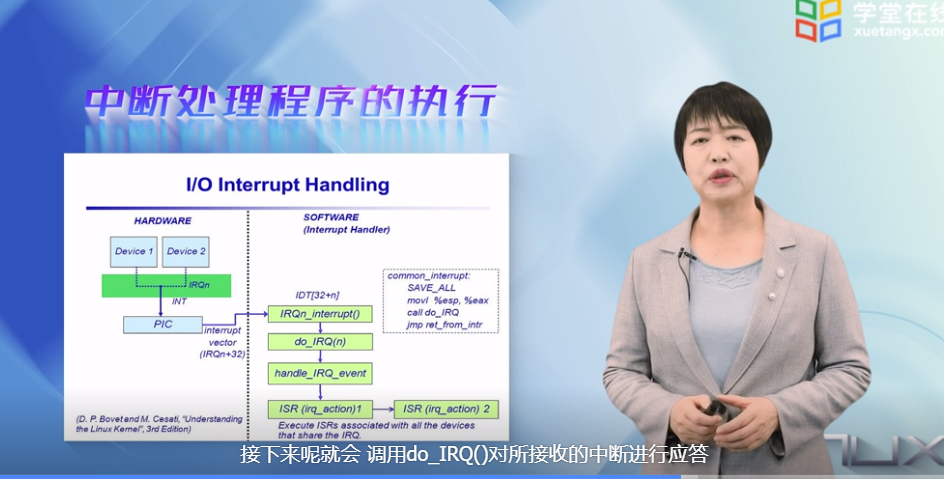 学堂在线
xuetangx.com
中断处理程序的执行
I/O Interrupt Handling
HARDWARE
SOFTWARE
(Interrupt Handler)
Device 1
Device 2
IRQn
INT
PIC
interrupt
vector
(IRQn+32)
IDT[32+n]
IRQn_interrupt()
do_IRQ(n)
handle_IRQ_event
ISR (irq_action)1
ISR (irq_action) 2
common_interrupt:
SAVE_ALL
movl %esp, %eax
call do_IRQ
jmp ret_from_intr
Execute ISRs associated with all the devices
that share the IRQ.
(D. P. Bovet and M. Cesati, "Understanding
the Linux Kernel", 3rd Edition)
接下来呢就会 调用do_IRQ()对所接收的中断进行应答